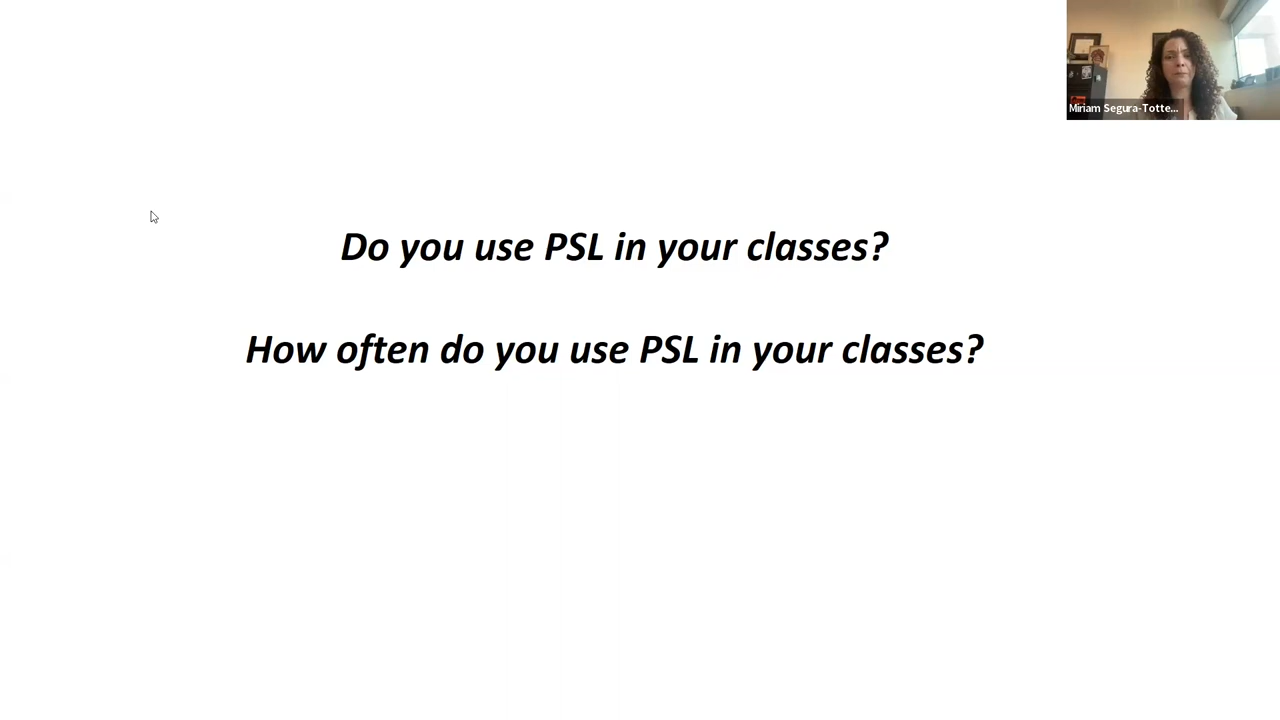 Miriam Segura-Totte...
Do you use PSL in your classes?
How often do you use PSL in your classes?